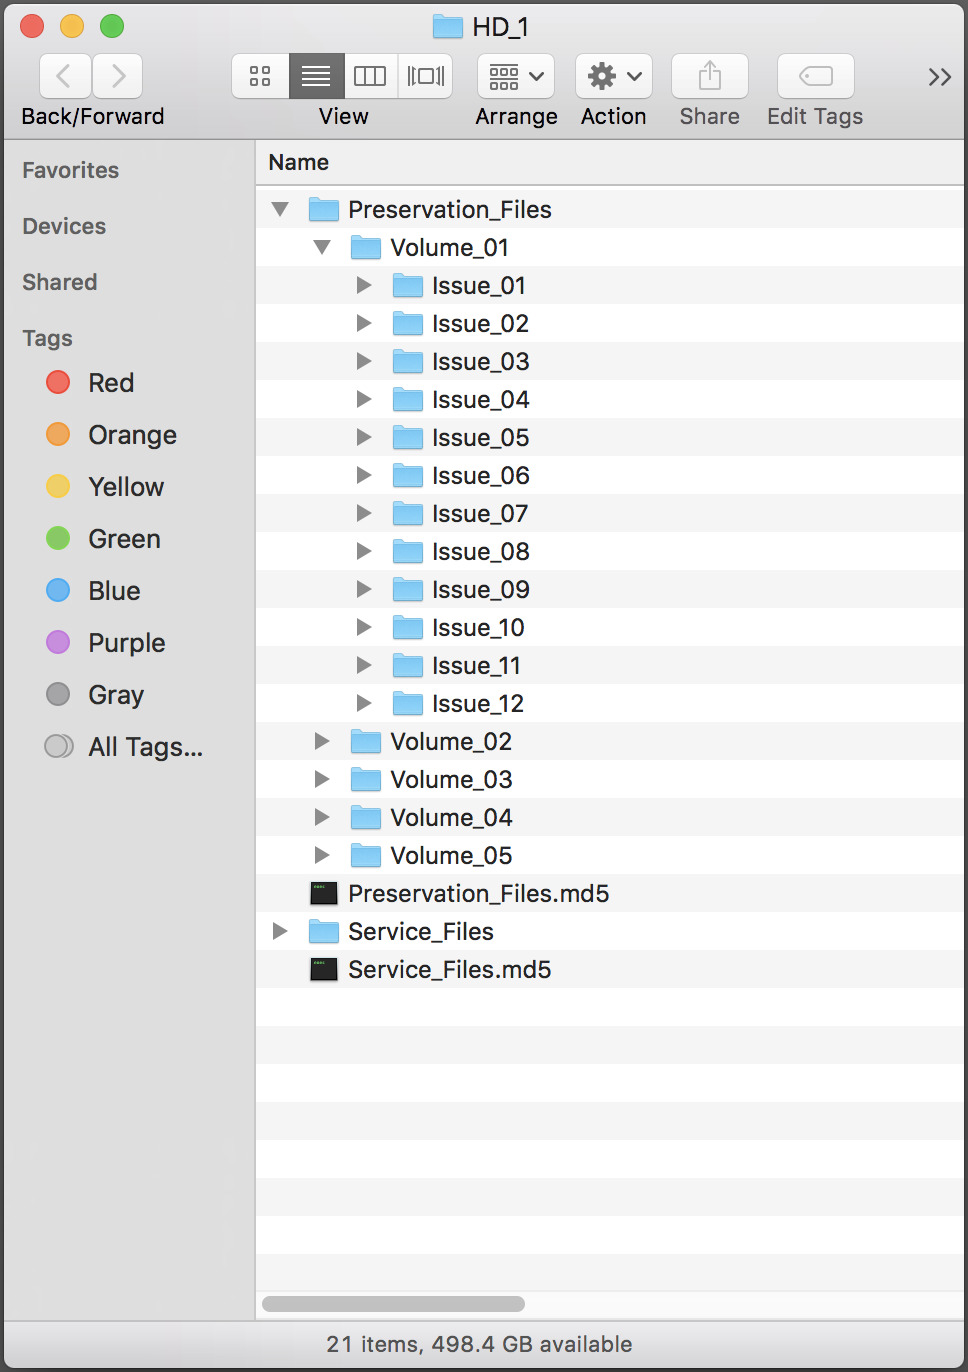 HD_1
Back/Forward View Arrange Action Share Edit Tags
Favorites
Devices
Shared
Tags
Red
Orange
Yellow
Green
Blue
Purple
Gray
All Tags...
Name
Preservation_Files
Volume_01
Issue_01
Issue_02
Issue_03
Issue_04
Issue_05
Issue_06
Issue_07
Issue_08
Issue_09
Issue_10
Issue_11
Issue_12
Volume_02
Volume_03
Volume_04
Volume_05
Preservation_Files.md5
Service_Files
Service_Files.md5
21 items, 498.4 GB available